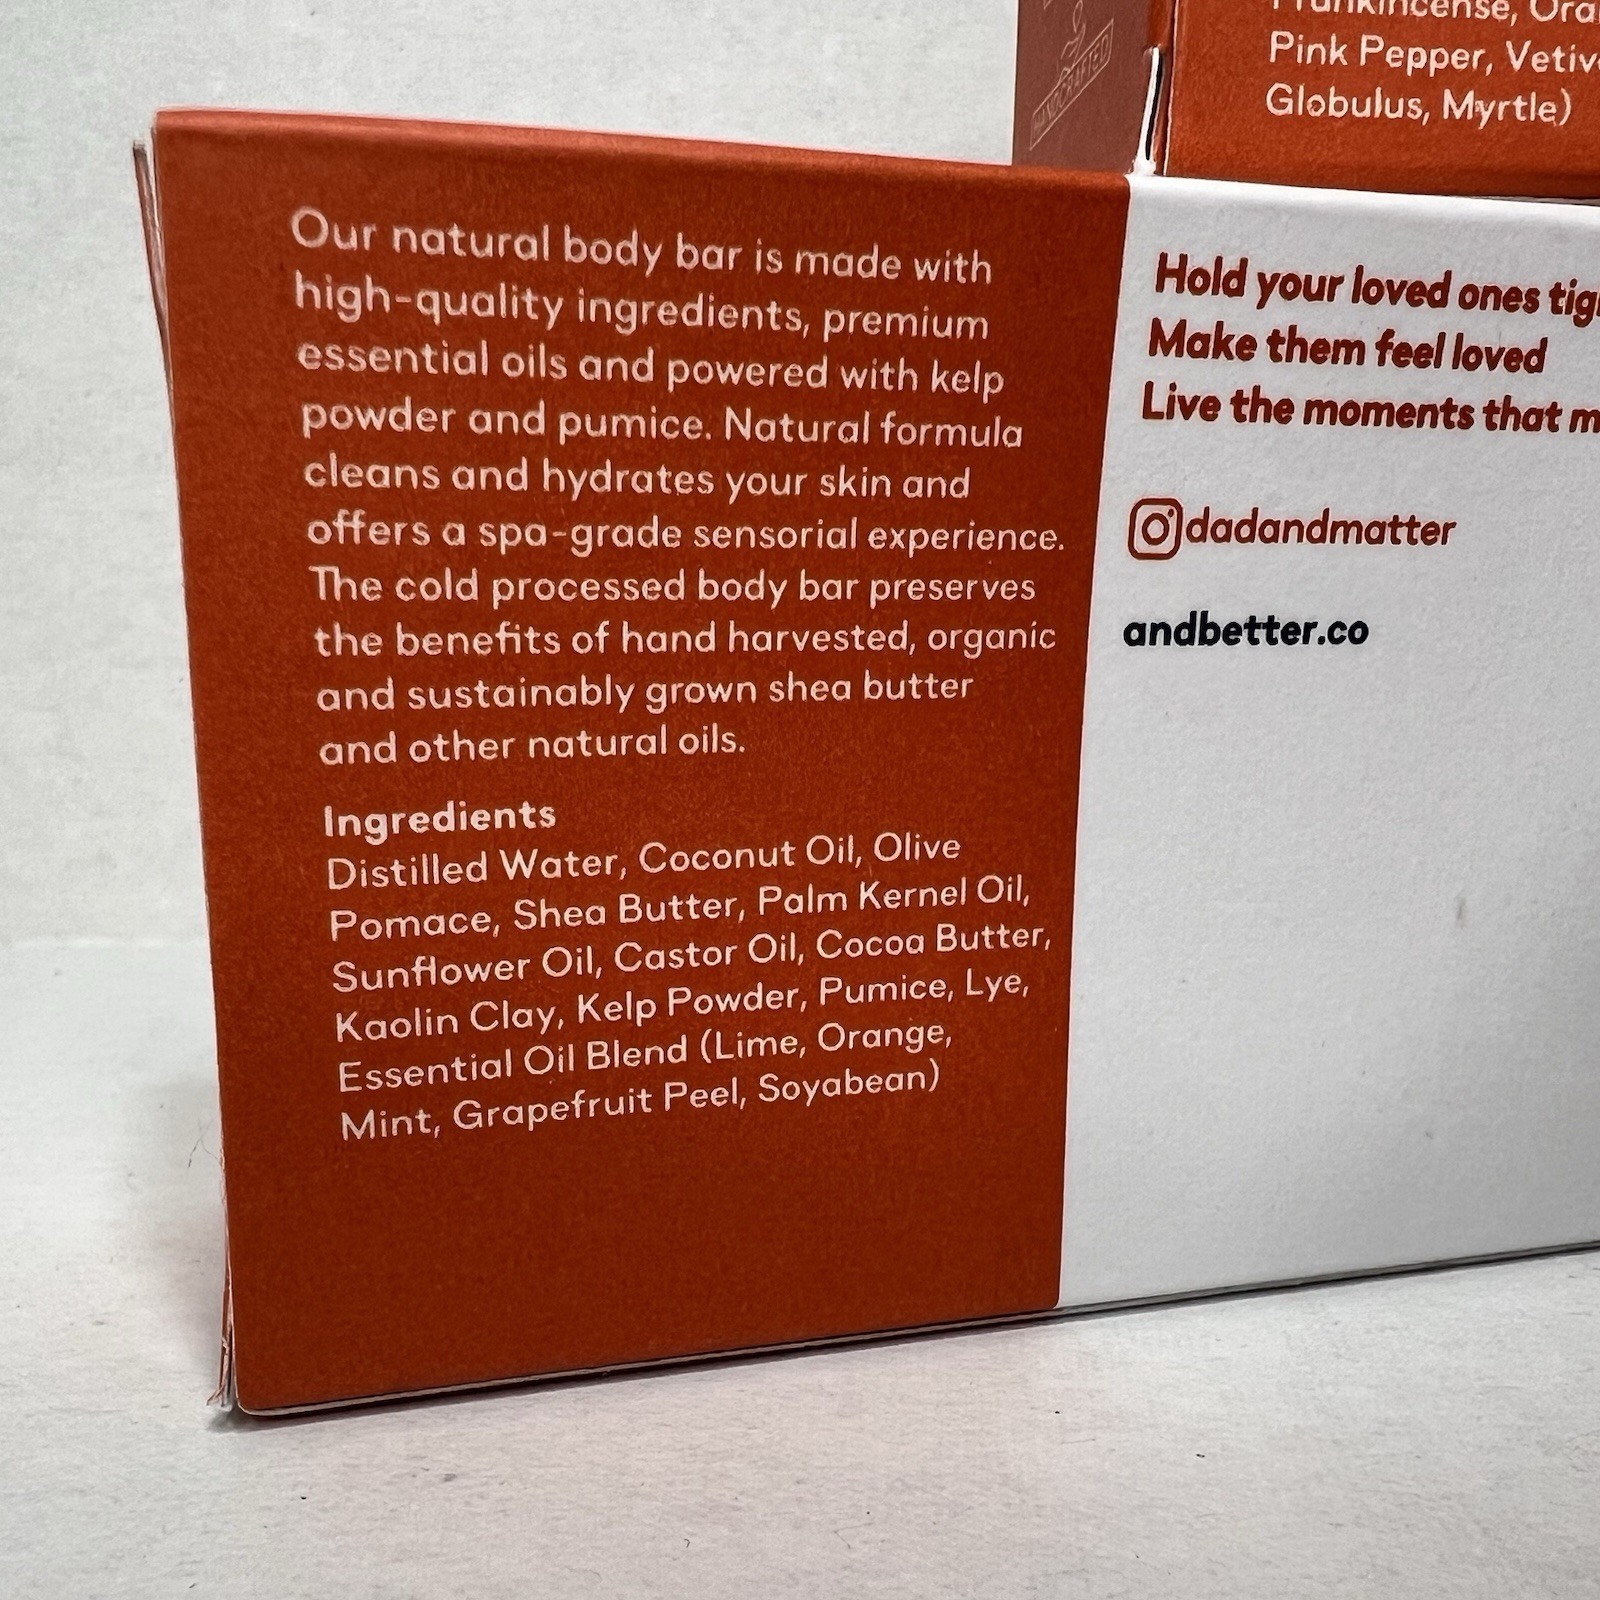 Frankincense,
Pink Pepper,
Globulus, Myrtle)
HANDCRAFTED
Our natural body bar is made with
high-quality ingredients, premium
essential oils and powered with kelp
powder and pumice. Natural formula
cleans and hydrates your skin and
offers a spa-grade sensorial experience.
The cold processed body bar preserves
the benefits of hand harvested, organic
and sustainably grown shea butter
and other natural oils.
Ingredients
Distilled Water, Coconut Oil, Olive
Pomace, Shea Butter, Palm Kernel Oil,
Sunflower Oil, Castor Oil, Cocoa Butter,
Kaolin Clay, Kelp Powder, Pumice, Lye,
Essential Oil Blend (Lime, Orange,
Mint, Grapefruit Peel, Soyabean)
Hold your loved ones
Make them feel loved
Live the moments that
dadandmatter
andbetter.co